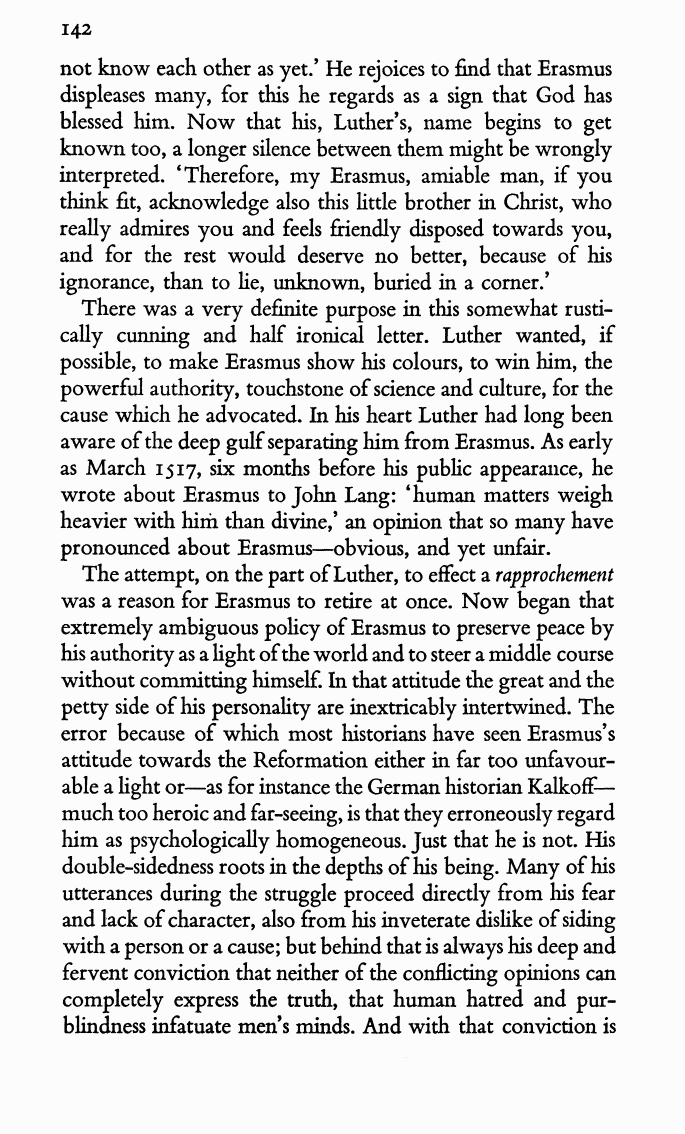 142
not know each other as yet.’ He rejoices to find that Erasmus
displeases many, for this he regards as a sign that God has
blessed him. Now that his, Luther’s, name begins to get
known too, a longer silence between them might be wrongly
interpreted. ‘Therefore, my Erasmus, amiable man, if you
think fit, acknowledge also this little brother in Christ, who
really admires you and feels friendly disposed towards you,
and for the rest would deserve no better, because of his
ignorance, than to lie, unknown, buried in a corner.’
There was a very definite purpose in this somewhat rusti-
cally cunning and half ironical letter. Luther wanted, if
possible, to make Erasmus show his colours, to win him, the
powerful authority, touchstone of science and culture, for the
cause which he advocated. In his heart Luther had long been
aware of the deep gulf separating him from Erasmus. As early
as March 1517, six months before his public appearance, he
wrote about Erasmus to John Lang: ‘human matters weigh
heavier with him than divine,’ an opinion that so many have
pronounced about Erasmus—obvious, and yet unfair.
The attempt, on the part of Luther, to effect a rapprochement
was a reason for Erasmus to retire at once. Now began that
extremely ambiguous policy of Erasmus to preserve peace by
his authority as a light of the world and to steer a middle course
without committing himself. In that attitude the great and the
petty side of his personality are inextricably intertwined. The
error because of which most historians have seen Erasmus’s
attitude towards the Reformation either in far too unfavour-
able a light or—as for instance the German historian Kalkoff—
much too heroic and far-seeing, is that they erroneously regard
him as psychologically homogeneous. Just that he is not. His
double-sidedness roots in the depths of his being. Many of his
utterances during the struggle proceed directly from his fear
and lack of character, also from his inveterate dislike of siding
with a person or a cause; but behind that is always his deep and
fervent conviction that neither of the conflicting opinions can
completely express the truth, that human hatred and pur-
blindness infatuate men’s minds. And with that conviction is